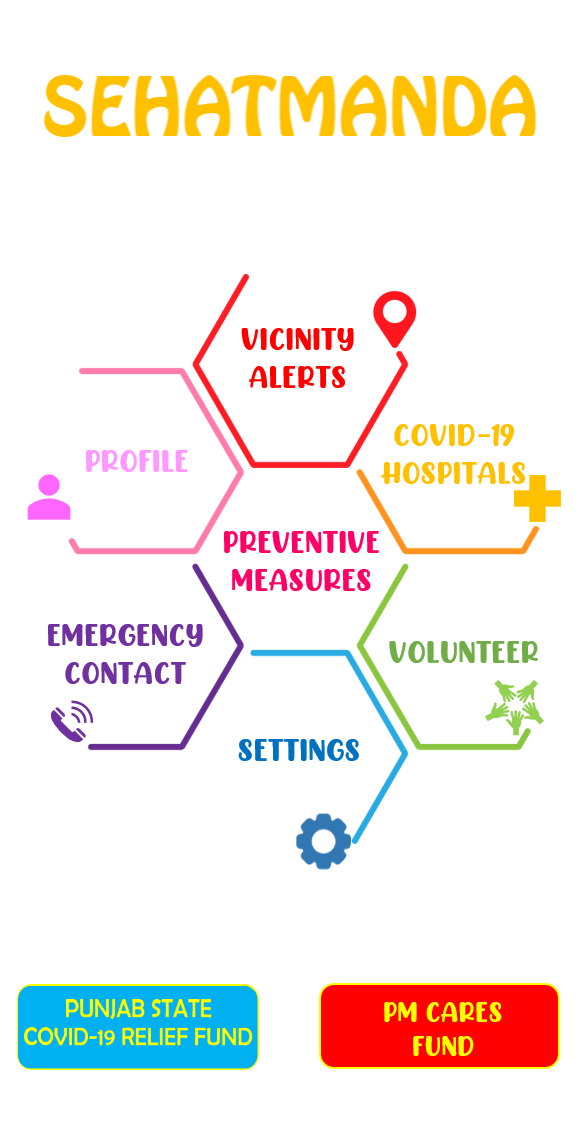 SEHATMANDA
VICINITY
ALERTS
PROFILE
COVID-19
HOSPITALS
PREVENTIVE
MEASURES
EMERGENCY
CONTACT
VOLUNTEER
SETTINGS
PUNJAB STATE
COVID-19 RELIEF FUND
PM CARES
FUND